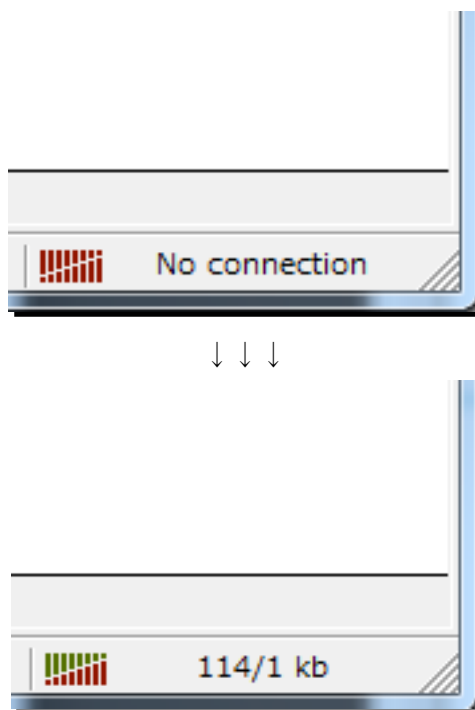 No connection
↓ ↓ ↓
114/1 kb